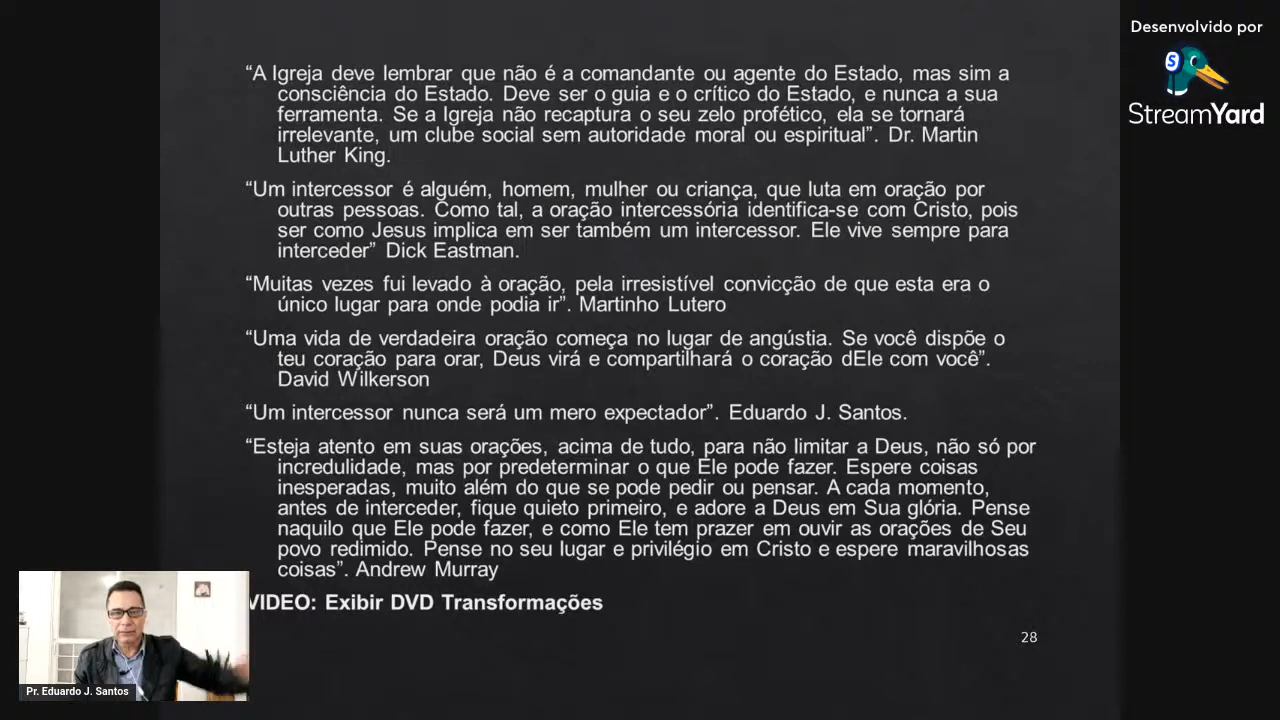 Desenvolvido por
StreamYard
“A Igreja deve lembrar que não é a comandante ou agente do Estado, mas sim a
consciência do Estado. Deve ser o guia e o crítico do Estado, e nunca a sua
ferramenta. Se a Igreja não recaptura o seu zelo profético, ela se tornará
irrelevante, um clube social sem autoridade moral ou espiritual”. Dr. Martin
Luther King.
“Um intercessor é alguém, homem, mulher ou criança, que luta em oração por
outras pessoas. Como tal, a oração intercessória identifica-se com Cristo, pois
ser como Jesus implica em ser também um intercessor. Ele vive sempre para
interceder” Dick Eastman.
“Muitas vezes fui levado à oração, pela irresistível convicção de que esta era o
único lugar para onde podia ir”. Martinho Lutero
“Uma vida de verdadeira oração começa no lugar de angústia. Se você dispõe o
teu coração para orar, Deus virá e compartilhará o coração dEle com você”.
David Wilkerson
“Um intercessor nunca será um mero expectador”. Eduardo J. Santos.
“Esteja atento em suas orações, acima de tudo, para não limitar a Deus, não só por
incredulidade, mas por predeterminar o que Ele pode fazer. Espere coisas
inesperadas, muito além do que se pode pedir ou pensar. A cada momento,
antes de interceder, fique quieto primeiro, e adore a Deus em Sua glória. Pense
naquilo que Ele pode fazer, e como Ele tem prazer em ouvir as orações de Seu
povo redimido. Pense no seu lugar e privilégio em Cristo e espere maravilhosas
coisas”. Andrew Murray
VIDEO: Exibir DVD Transformações
28
Pr. Eduardo J. Santos